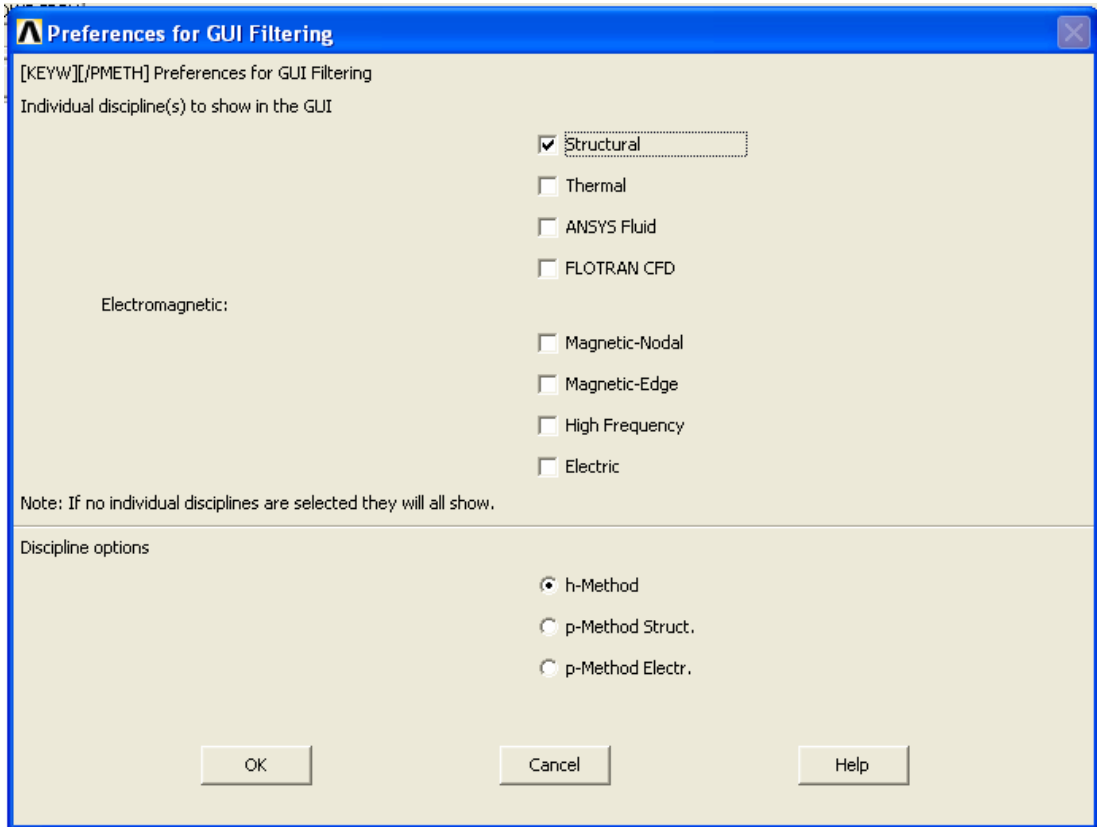 Preferences for GUI Filtering
[KEYW][/PMETH] Preferences for GUI Filtering
Individual discipline(s) to show in the GUI
Structural
Thermal
ANSYS Fluid
FLOTRAN CFD
Electromagnetic:
Magnetic-Nodal
Magnetic-Edge
High Frequency
Electric
Note: If no individual disciplines are selected they will all show.
Discipline options
h-Method
p-Method Struct.
p-Method Electr.
OK Cancel Help